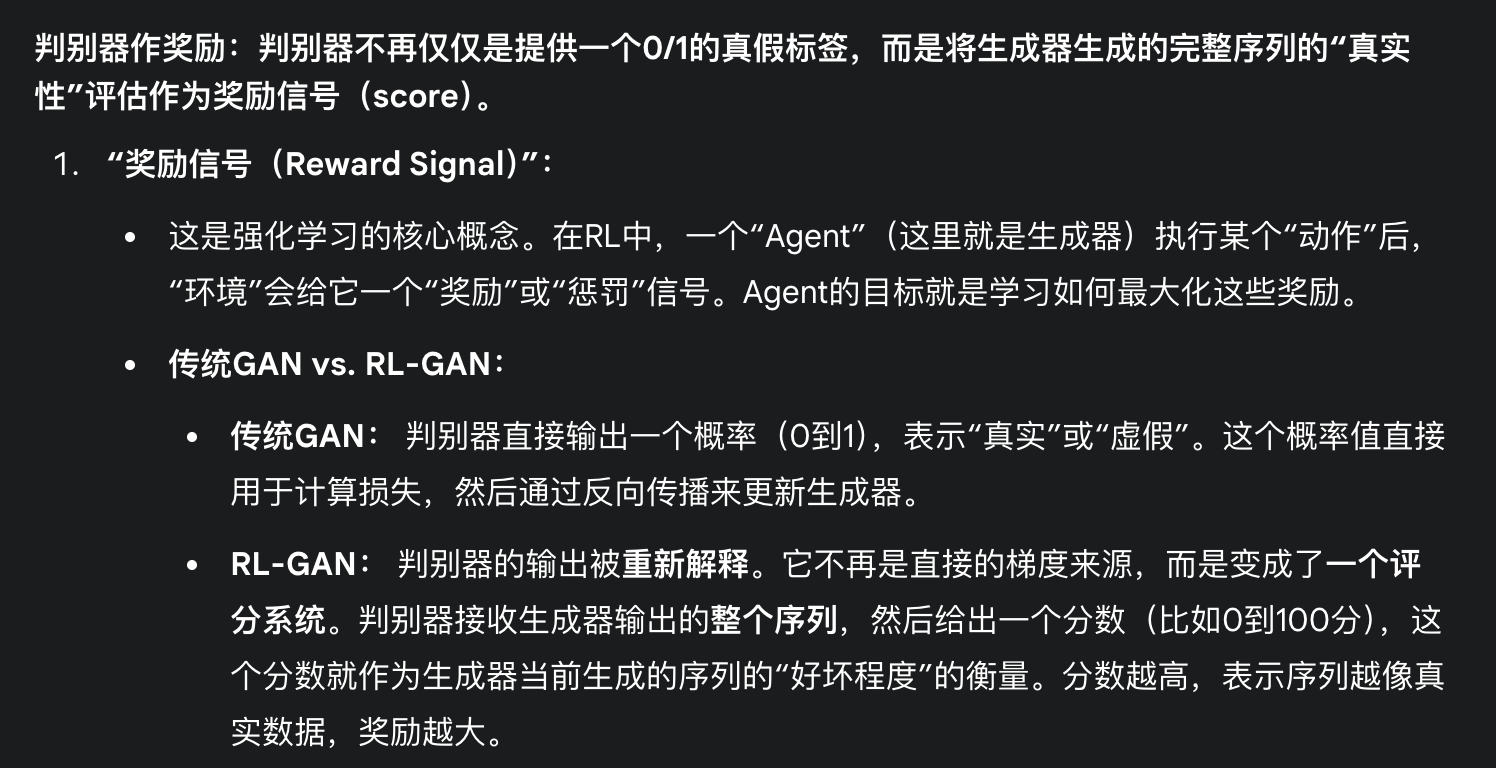 判别器作奖励：判别器不再仅仅是提供一个0/1的真假标签，而是将生成器生成的完整序列的“真实
性”评估作为奖励信号（score）。
1. “奖励信号（Reward Signal）”：
• 这是强化学习的核心概念。在RL中，一个“Agent”（这里就是生成器）执行某个“动作”后，
“环境”会给它一个“奖励”或“惩罚”信号。Agent的目标就是学习如何最大化这些奖励。
• 传统GAN vs. RL-GAN：
• 传统GAN： 判别器直接输出一个概率（0到1），表示“真实”或“虚假”。这个概率值直接
用于计算损失，然后通过反向传播来更新生成器。
• RL-GAN： 判别器的输出被重新解释。它不再是直接的梯度来源，而是变成了一个评
分系统。判别器接收生成器输出的整个序列，然后给出一个分数（比如0到100分），这
个分数就作为生成器当前生成的序列的“好坏程度”的衡量。分数越高，表示序列越像真
实数据，奖励越大。